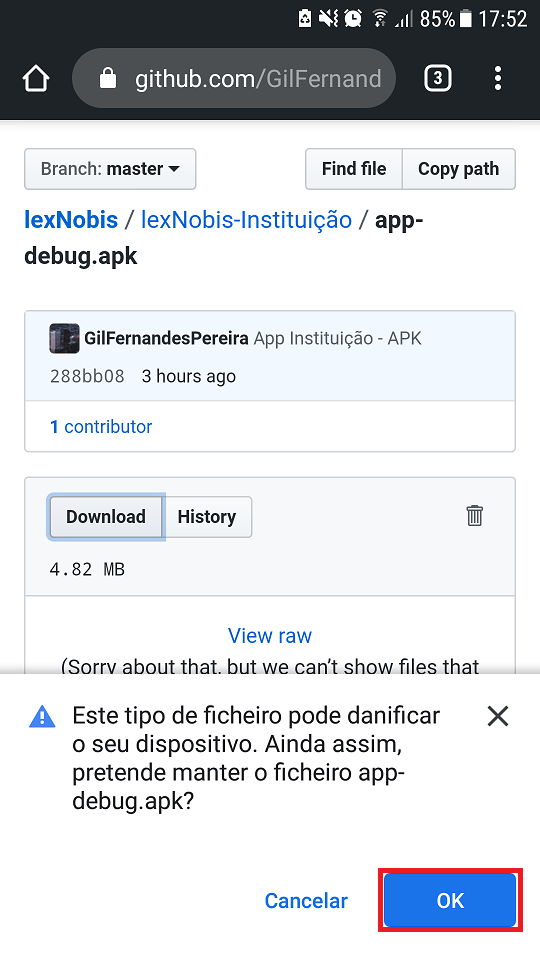 85% 17:52
github.com/GilFernand 3
Branch: master Find file Copy path
lexNobis / lexNobis-Instituição / app-
debug.apk
GilFernandesPereira App Instituição - APK
288bb08 3 hours ago
1 contributor
Download History
4.82 MB
View raw
(Sorry about that, but we can’t show files that
Este tipo de ficheiro pode danificar
o seu dispositivo. Ainda assim,
pretende manter o ficheiro app-
debug.apk?
Cancelar OK